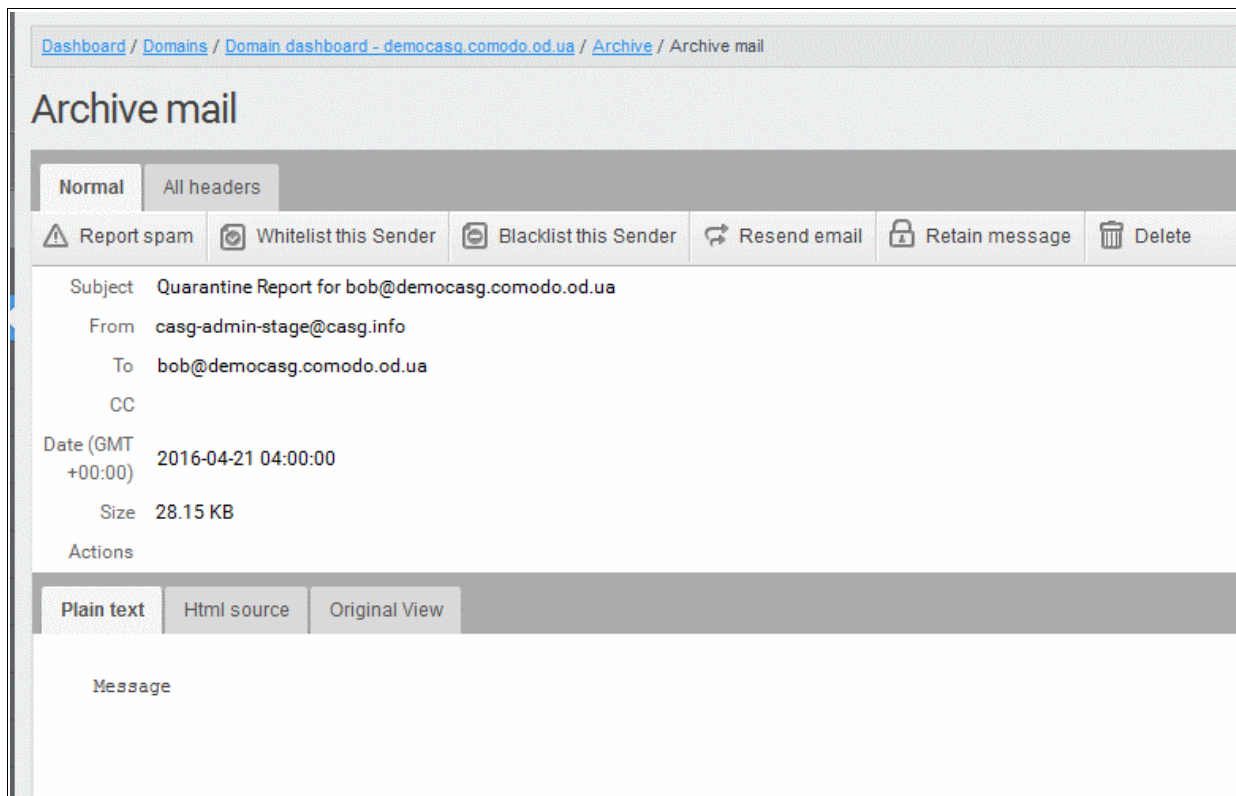 Dashboard / Domains / Domain dashboard - democasg.comodo.od.ua / Archive / Archive mail
Archive mail
Normal All headers
Report spam Whitelist this Sender Blacklist this Sender Resend email Retain message Delete
Subject Quarantine Report for bob@democasg.comodo.od.ua
From casg-admin-stage@casg.info
To bob@democasg.comodo.od.ua
CC
Date (GMT
+00:00) 2016-04-21 04:00:00
Size 28.15 KB
Actions
Plain text Html source Original View
Message